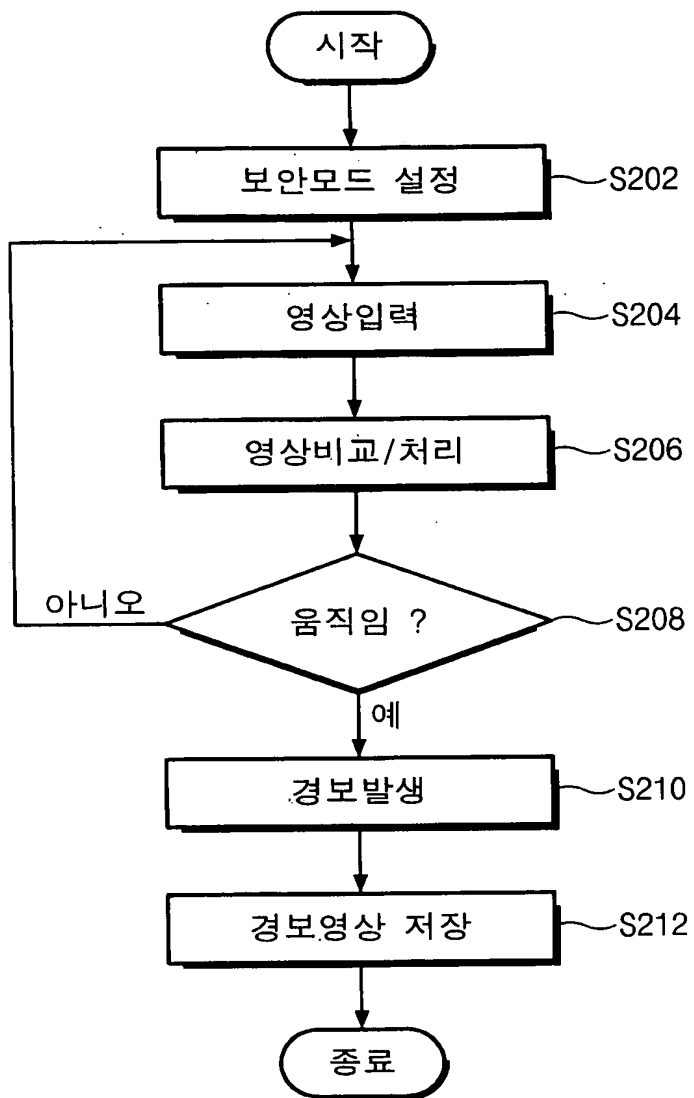 시작
보안모드 설정
S202
영상입력
S204
영상비교/처리
S206
움직임 ?
S208
아니오
예
경보발생
S210
경보영상 저장
S212
종료